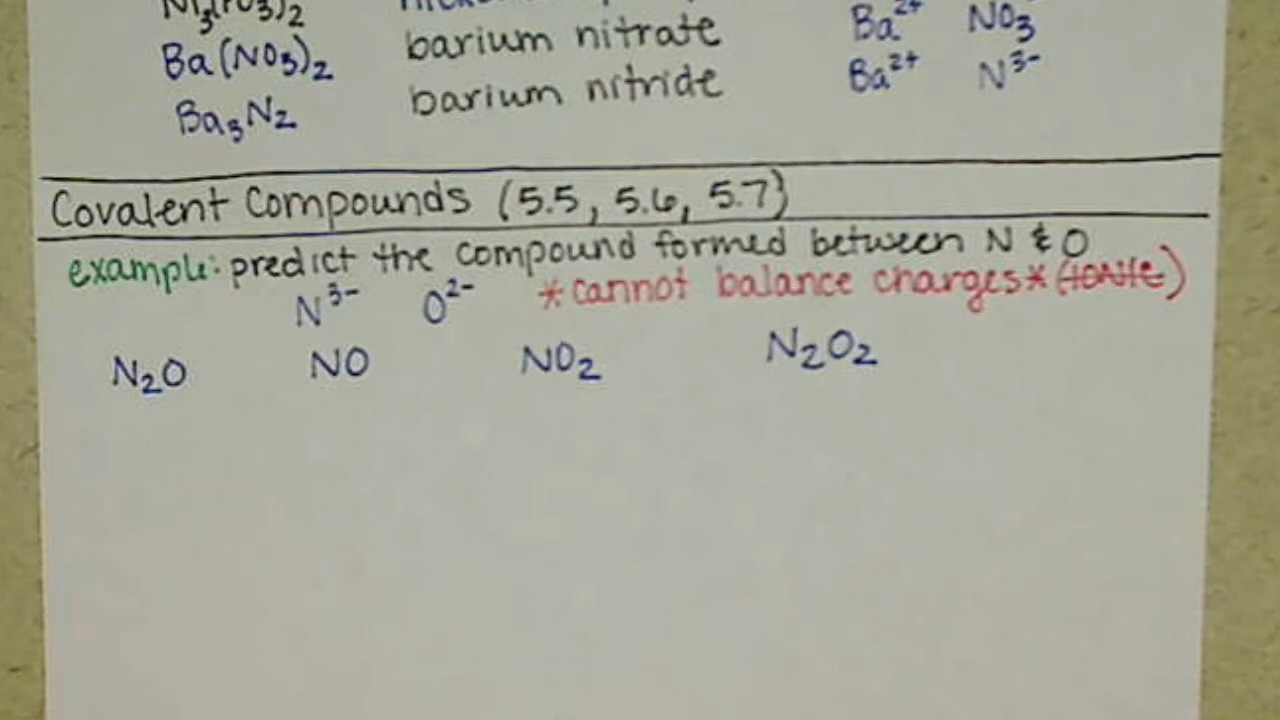 Ba(NO3)2 barium nitrate Ba2+ NO3
Ba3N2 barium nitride Ba2+ N3-
Covalent Compounds (5.5, 5.6, 5.7)
example: predict the compound formed between N & O
N3- O2- *cannot balance charges* (ionic)
N2O NO NO2 N2O2